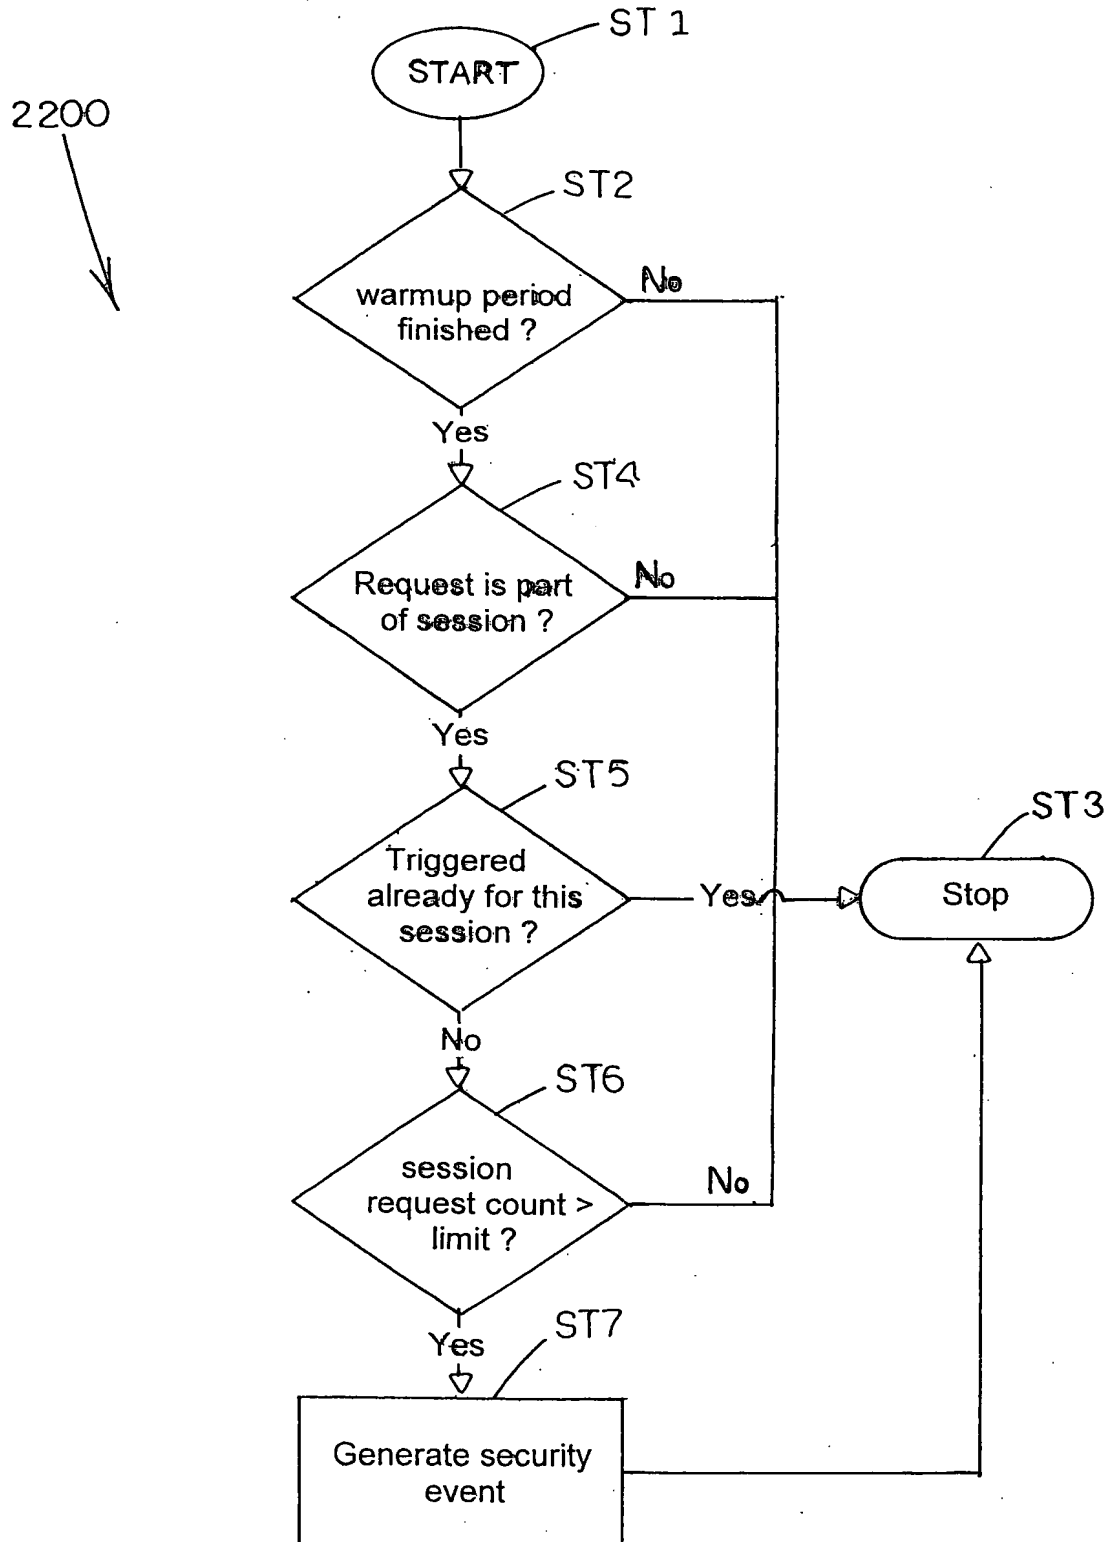 ST 1
START
2200
ST2
warmup period
finished ?
No
Yes
ST4
Request is part
of session ?
No
Yes
ST5
Triggered
already for this
session ?
Yes
ST3
Stop
No
ST6
session
request count >
limit ?
No
Yes
ST7
Generate security
event